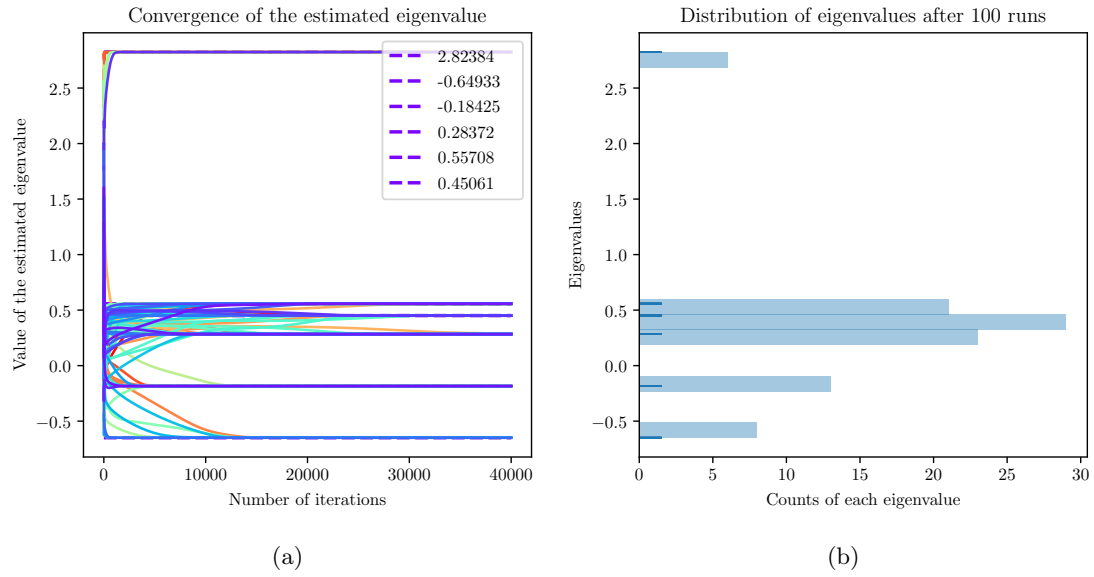 Convergence of the estimated eigenvalue
Value of the estimated eigenvalue
2.5
2.0
1.5
1.0
0.5
0.0
−0.5
2.82384
-0.64933
-0.18425
0.28372
0.55708
0.45061
0 10000 20000 30000 40000
Number of iterations
(a)
Distribution of eigenvalues after 100 runs
Eigenvalues
2.5
2.0
1.5
1.0
0.5
0.0
−0.5
0 5 10 15 20 25 30
Counts of each eigenvalue
(b)